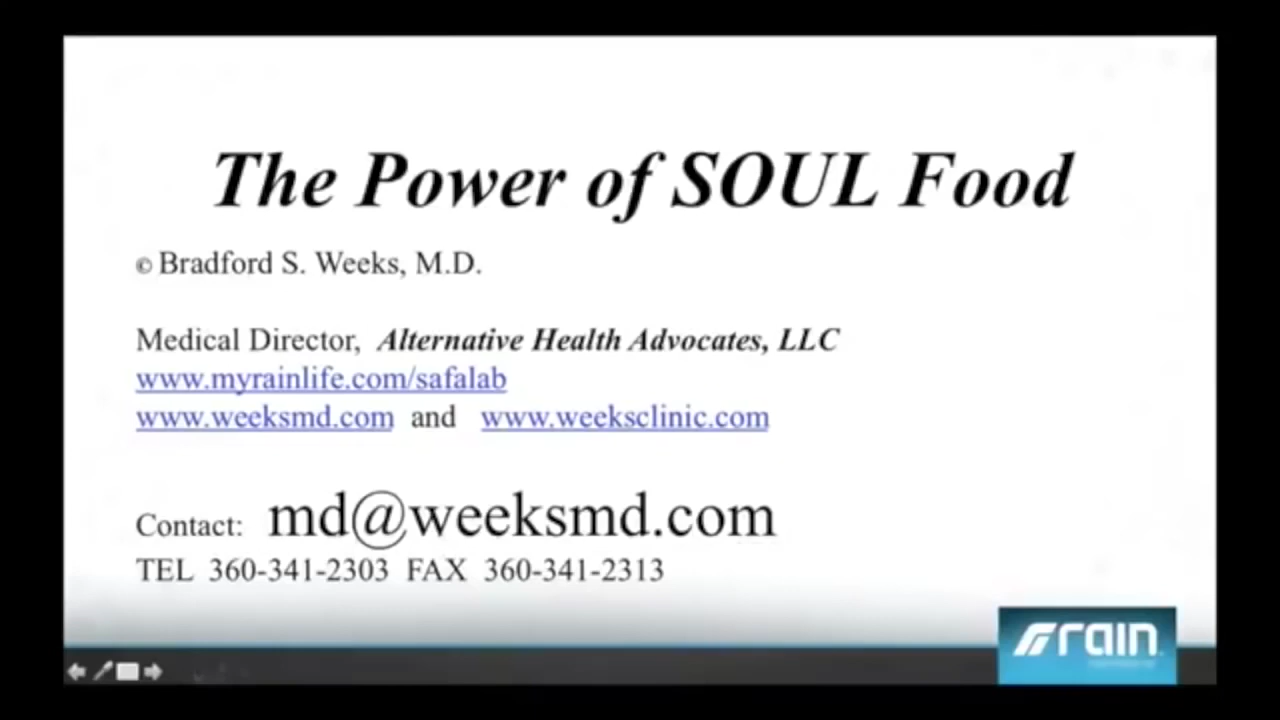 The Power of SOUL Food
© Bradford S. Weeks, M.D.
Medical Director, Alternative Health Advocates, LLC
www.myrainlife.com/safalab
www.weeksmd.com and www.weeksclinic.com
Contact: md@weeksmd.com
TEL 360-341-2303 FAX 360-341-2313
rain